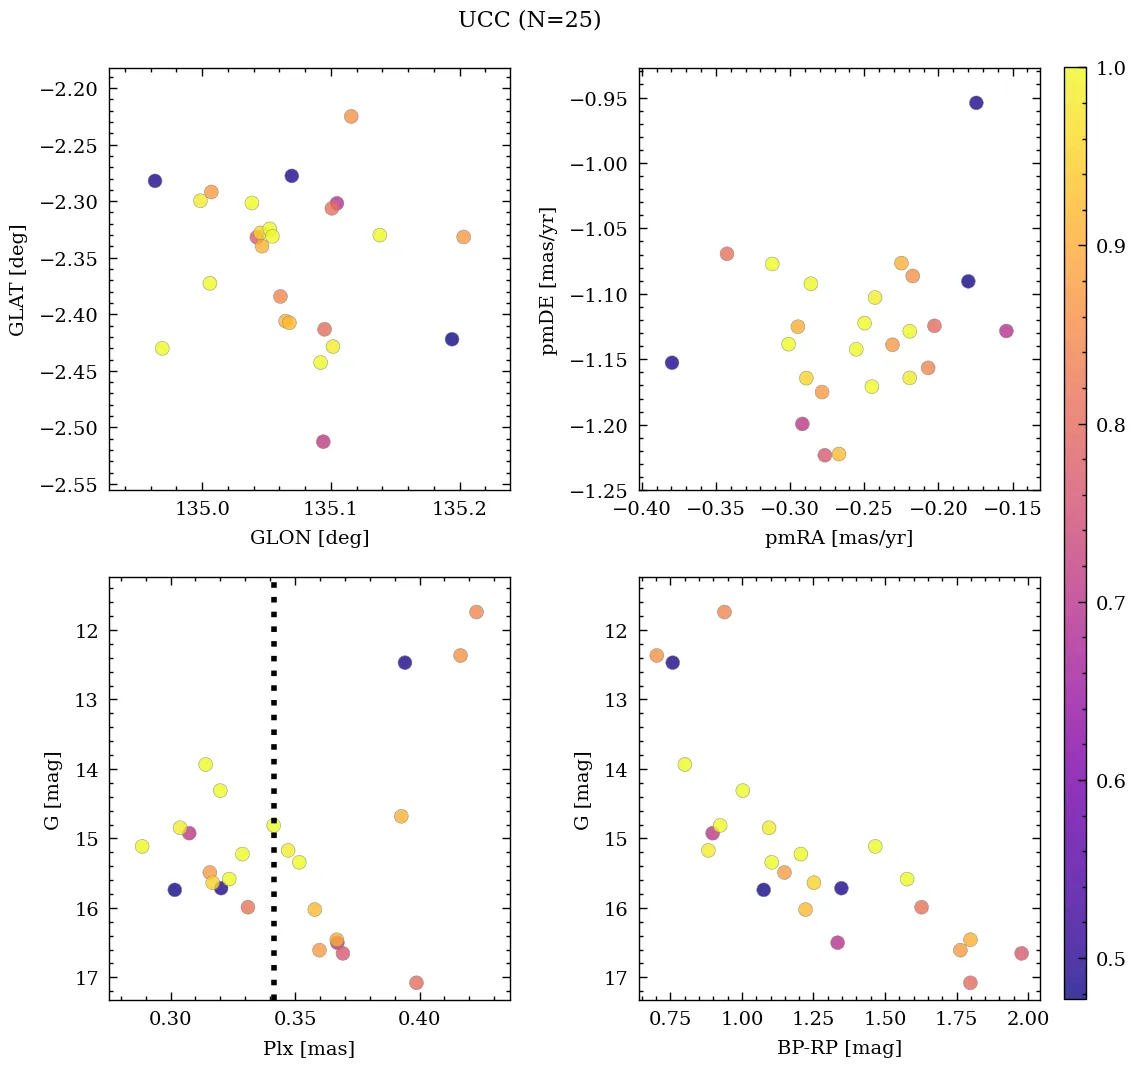 UCC (N=25)
−2.20
−2.25
−2.30
−2.35
−2.40
−2.45
−2.50
−2.55
GLAT [deg]
135.0 135.1 135.2
GLON [deg]
−0.95
−1.00
−1.05
−1.10
−1.15
−1.20
−1.25
pmDE [mas/yr]
−0.40 −0.35 −0.30 −0.25 −0.20 −0.15
pmRA [mas/yr]
12
13
14
15
16
17
G [mag]
0.30 0.35 0.40
Plx [mas]
12
13
14
15
16
17
G [mag]
0.75 1.00 1.25 1.50 1.75 2.00
BP-RP [mag]
1.0
0.9
0.8
0.7
0.6
0.5